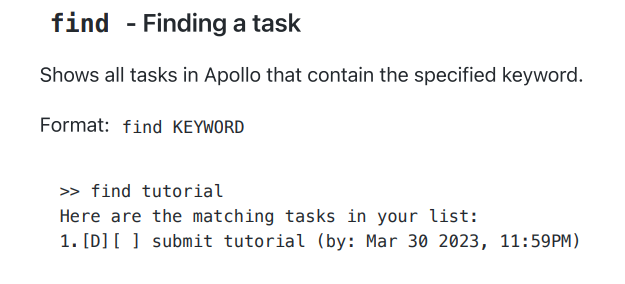 find - Finding a task
Shows all tasks in Apollo that contain the specified keyword.
Format: find KEYWORD
>> find tutorial
Here are the matching tasks in your list:
1.[D][ ] submit tutorial (by: Mar 30 2023, 11:59PM)